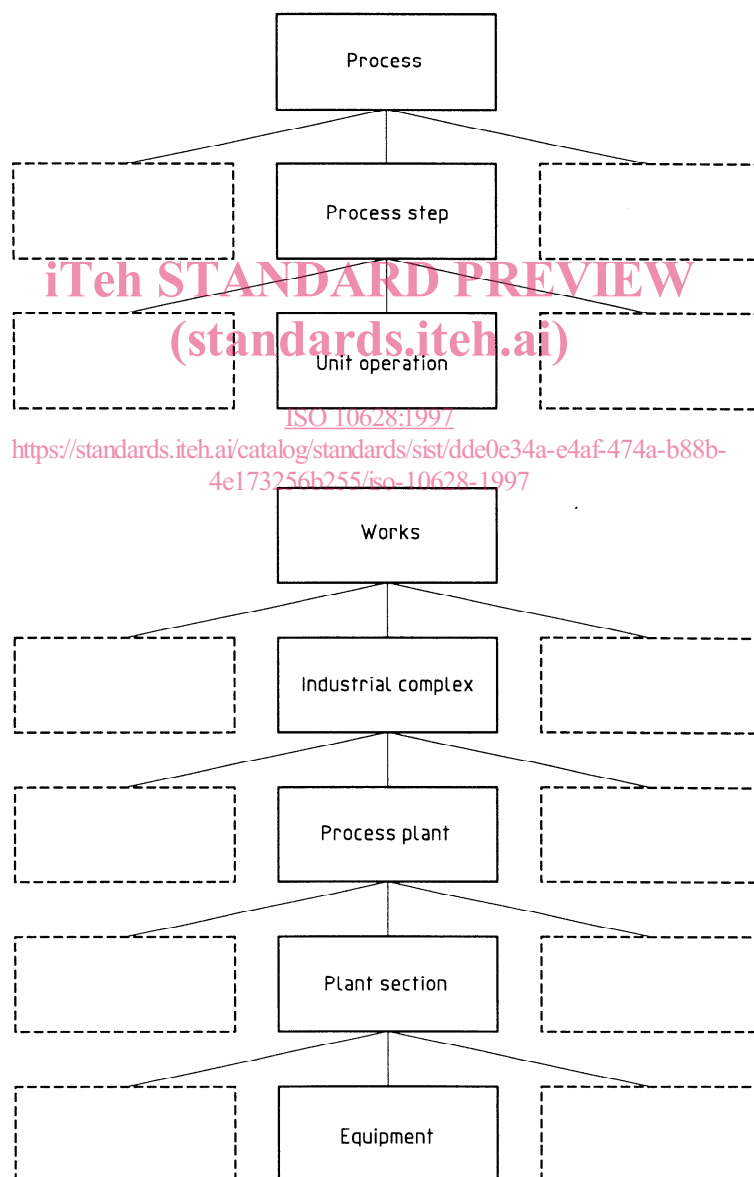 Process
Process step
iTeh STANDARD PREVIEW
(standards.iteh.ai)
Unit operation
ISO 10628:1997
https://standards.iteh.ai/catalog/standards/sist/dde0e34a-e4af-474a-b88b-
4e173256b255/iso-10628-1997
Works
Industrial complex
Process plant
Plant section
Equipment